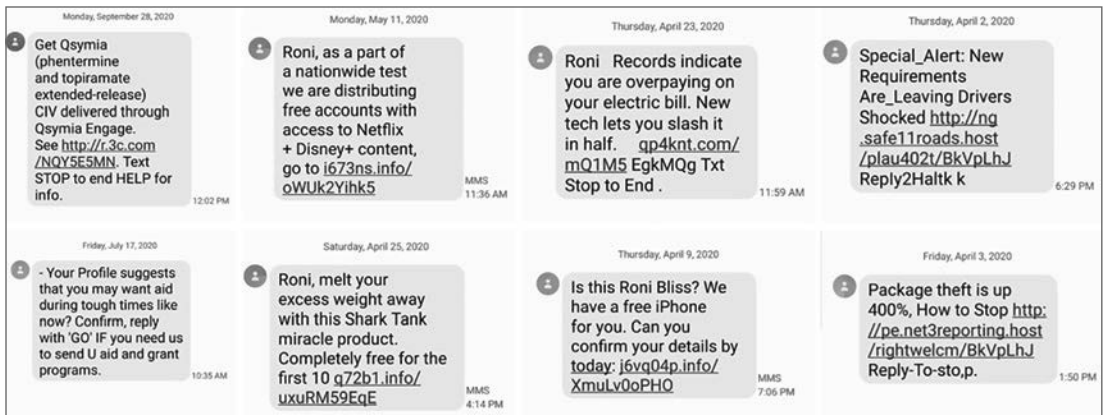 Monday, September 28, 2020
Get Qsymia
(phentermine
and topiramate
extended-release)
CIV delivered through
Qsymia Engage.
See http://r.3c.com
/NQY5E5MN. Text
STOP to end HELP for
info.
12:02 PM
Monday, May 11, 2020
Roni, as a part of
a nationwide test
we are distributing
free accounts with
access to Netflix
+ Disney+ content,
go to i673ns.info/
oWUk2Yihk5
MMS
11:36 AM
Thursday, April 23, 2020
Roni Records indicate
you are overpaying on
your electric bill. New
tech lets you slash it
in half. qp4knt.com/
mQ1M5 EgkMQg Txt
Stop to End .
11:59 AM
Thursday, April 2, 2020
Special_Alert: New
Requirements
Are_Leaving Drivers
Shocked http://ng
.safe11roads.host
/plau402t/BkVpLhJ
Reply2Haltk k
6:29 PM
Friday, July 17, 2020
- Your Profile suggests
that you may want aid
during tough times like
now? Confirm, reply
with 'GO' IF you need us
to send U aid and grant
programs.
10:35 AM
Saturday, April 25, 2020
Roni, melt your
excess weight away
with this Shark Tank
miracle product.
Completely free for the
first 10 q72b1.info/
uxuRM59EqE
MMS
4:14 PM
Thursday, April 9, 2020
Is this Roni Bliss? We
have a free iPhone
for you. Can you
confirm your details by
today: j6vq04p.info/
XmuLv0oPHO
MMS
7:06 PM
Friday, April 3, 2020
Package theft is up
400%, How to Stop http:
//pe.net3reporting.host
/rightwelcm/BkVpLhJ
Reply-To-sto,p.
1:50 PM